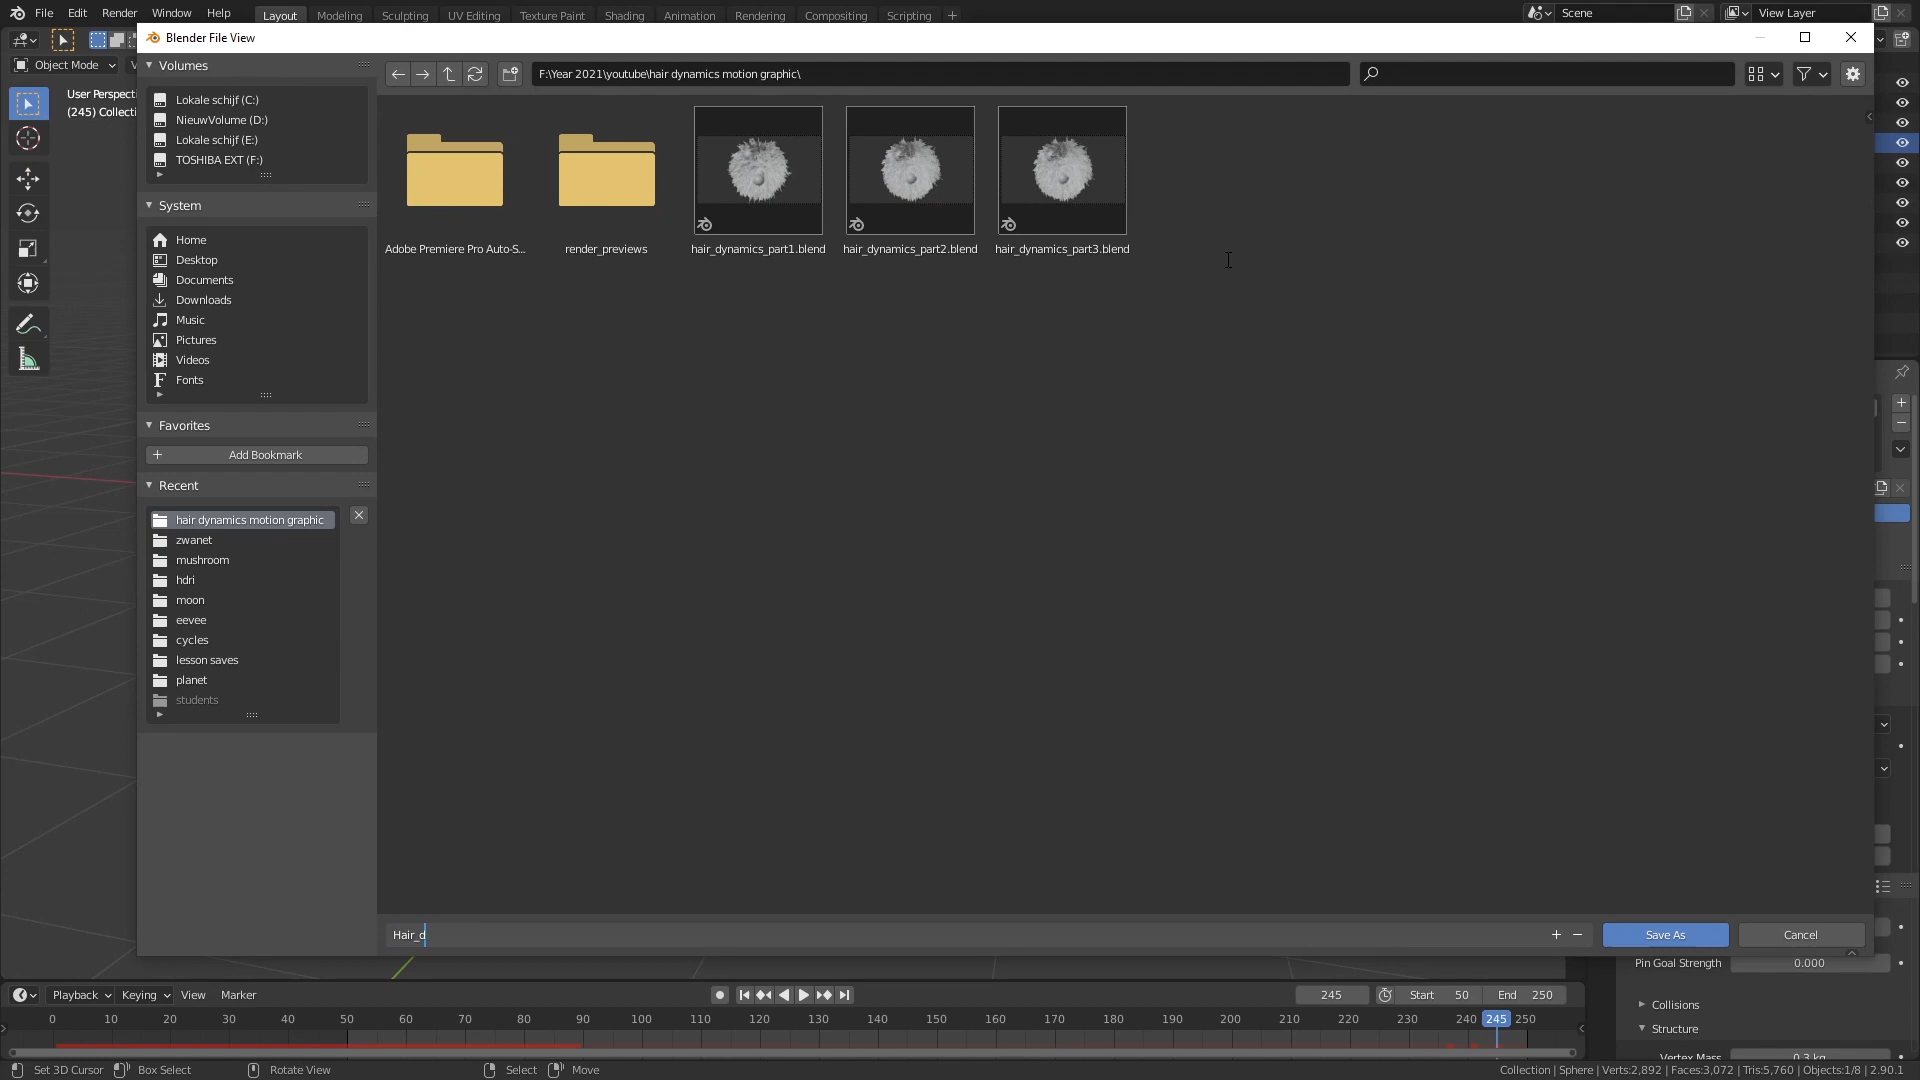 File Edit Render Window Help Layout Modeling Sculpting UV Editing Texture Paint Shading Animation Rendering Compositing Scripting + Scene View Layer
Blender File View
Object Mode
User Perspecti
(245) Collecti
Volumes
Lokale schijf (C:)
NieuwVolume (D:)
Lokale schijf (E:)
TOSHIBA EXT (F:)
System
Home
Desktop
Documents
Downloads
Music
Pictures
Videos
Fonts
Favorites
Add Bookmark
Recent
hair dynamics motion graphic
zwanet
mushroom
hdri
moon
eevee
cycles
lesson saves
planet
students
F:\Year 2021\youtube\hair dynamics motion graphic\
Adobe Premiere Pro Auto-S...
render_previews
hair_dynamics_part1.blend
hair_dynamics_part2.blend
hair_dynamics_part3.blend
Hair_d
Save As
Cancel
Pin Goal Strength 0.000
Collisions
Structure
Vertex Mass 0.3 kg
Playback Keying View Marker 245 Start 50 End 250
0 10 20 30 40 50 60 70 80 90 100 110 120 130 140 150 160 170 180 190 200 210 220 230 240 245 250
Set 3D Cursor Box Select Rotate View Select Move Collection | Sphere | Verts:2,892 | Faces:3,072 | Tris:5,760 | Objects:1/8 | 2.90.1